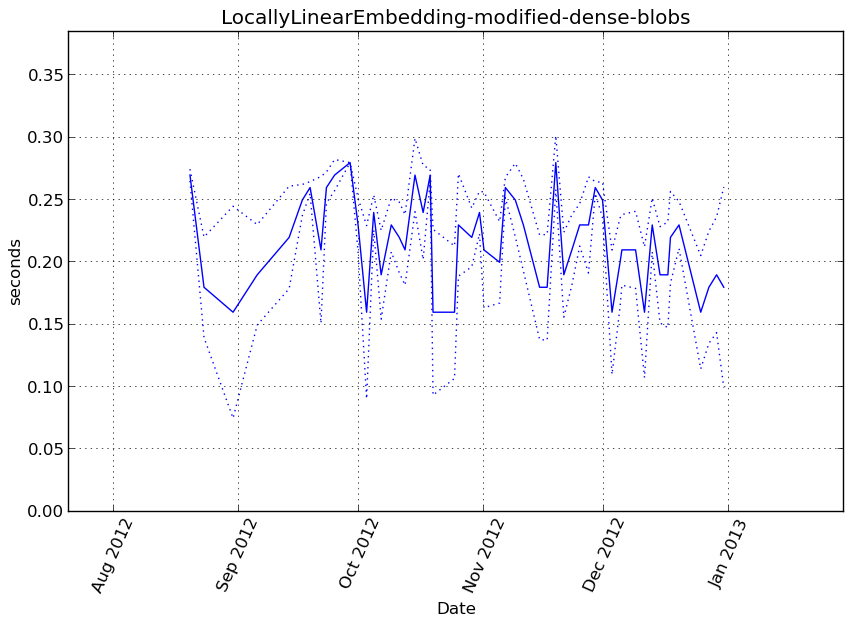 LocallyLinearEmbedding-modified-dense-blobs
0.35
0.30
0.25
0.20
0.15
0.10
0.05
0.00
seconds
Aug 2012
Sep 2012
Oct 2012
Nov 2012
Dec 2012
Jan 2013
Date